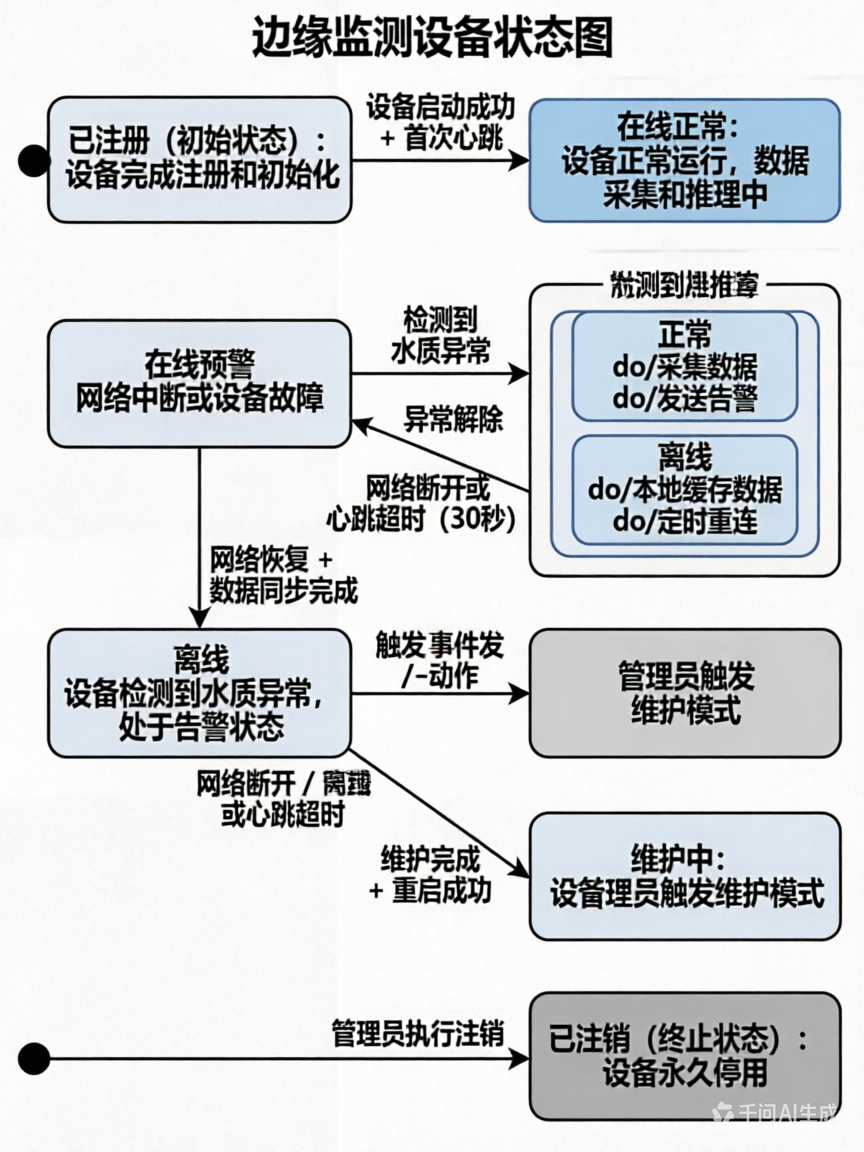 边缘监测设备状态图
已注册（初始状态）：
设备完成注册和初始化
设备启动成功
+ 首次心跳
在线正常：
设备正常运行，数据
采集和推理中
在线预警
网络中断或设备故障
检测到
水质异常
异常解除
网络断开或
心跳超时（30秒）
测到
正常
do/采集数据
do/发送告警
离线
do/本地缓存数据
do/定时重连
网络恢复 +
数据同步完成
离线
设备检测到水质异常，
处于告警状态
触发事件发
/-动作
管理员触发
维护模式
网络断开 /
或心跳超时
维护完成
+ 重启成功
维护中：
设备理员触发维护模式
管理员执行注销
已注销（终止状态）：
设备永久停用
千问AI生成